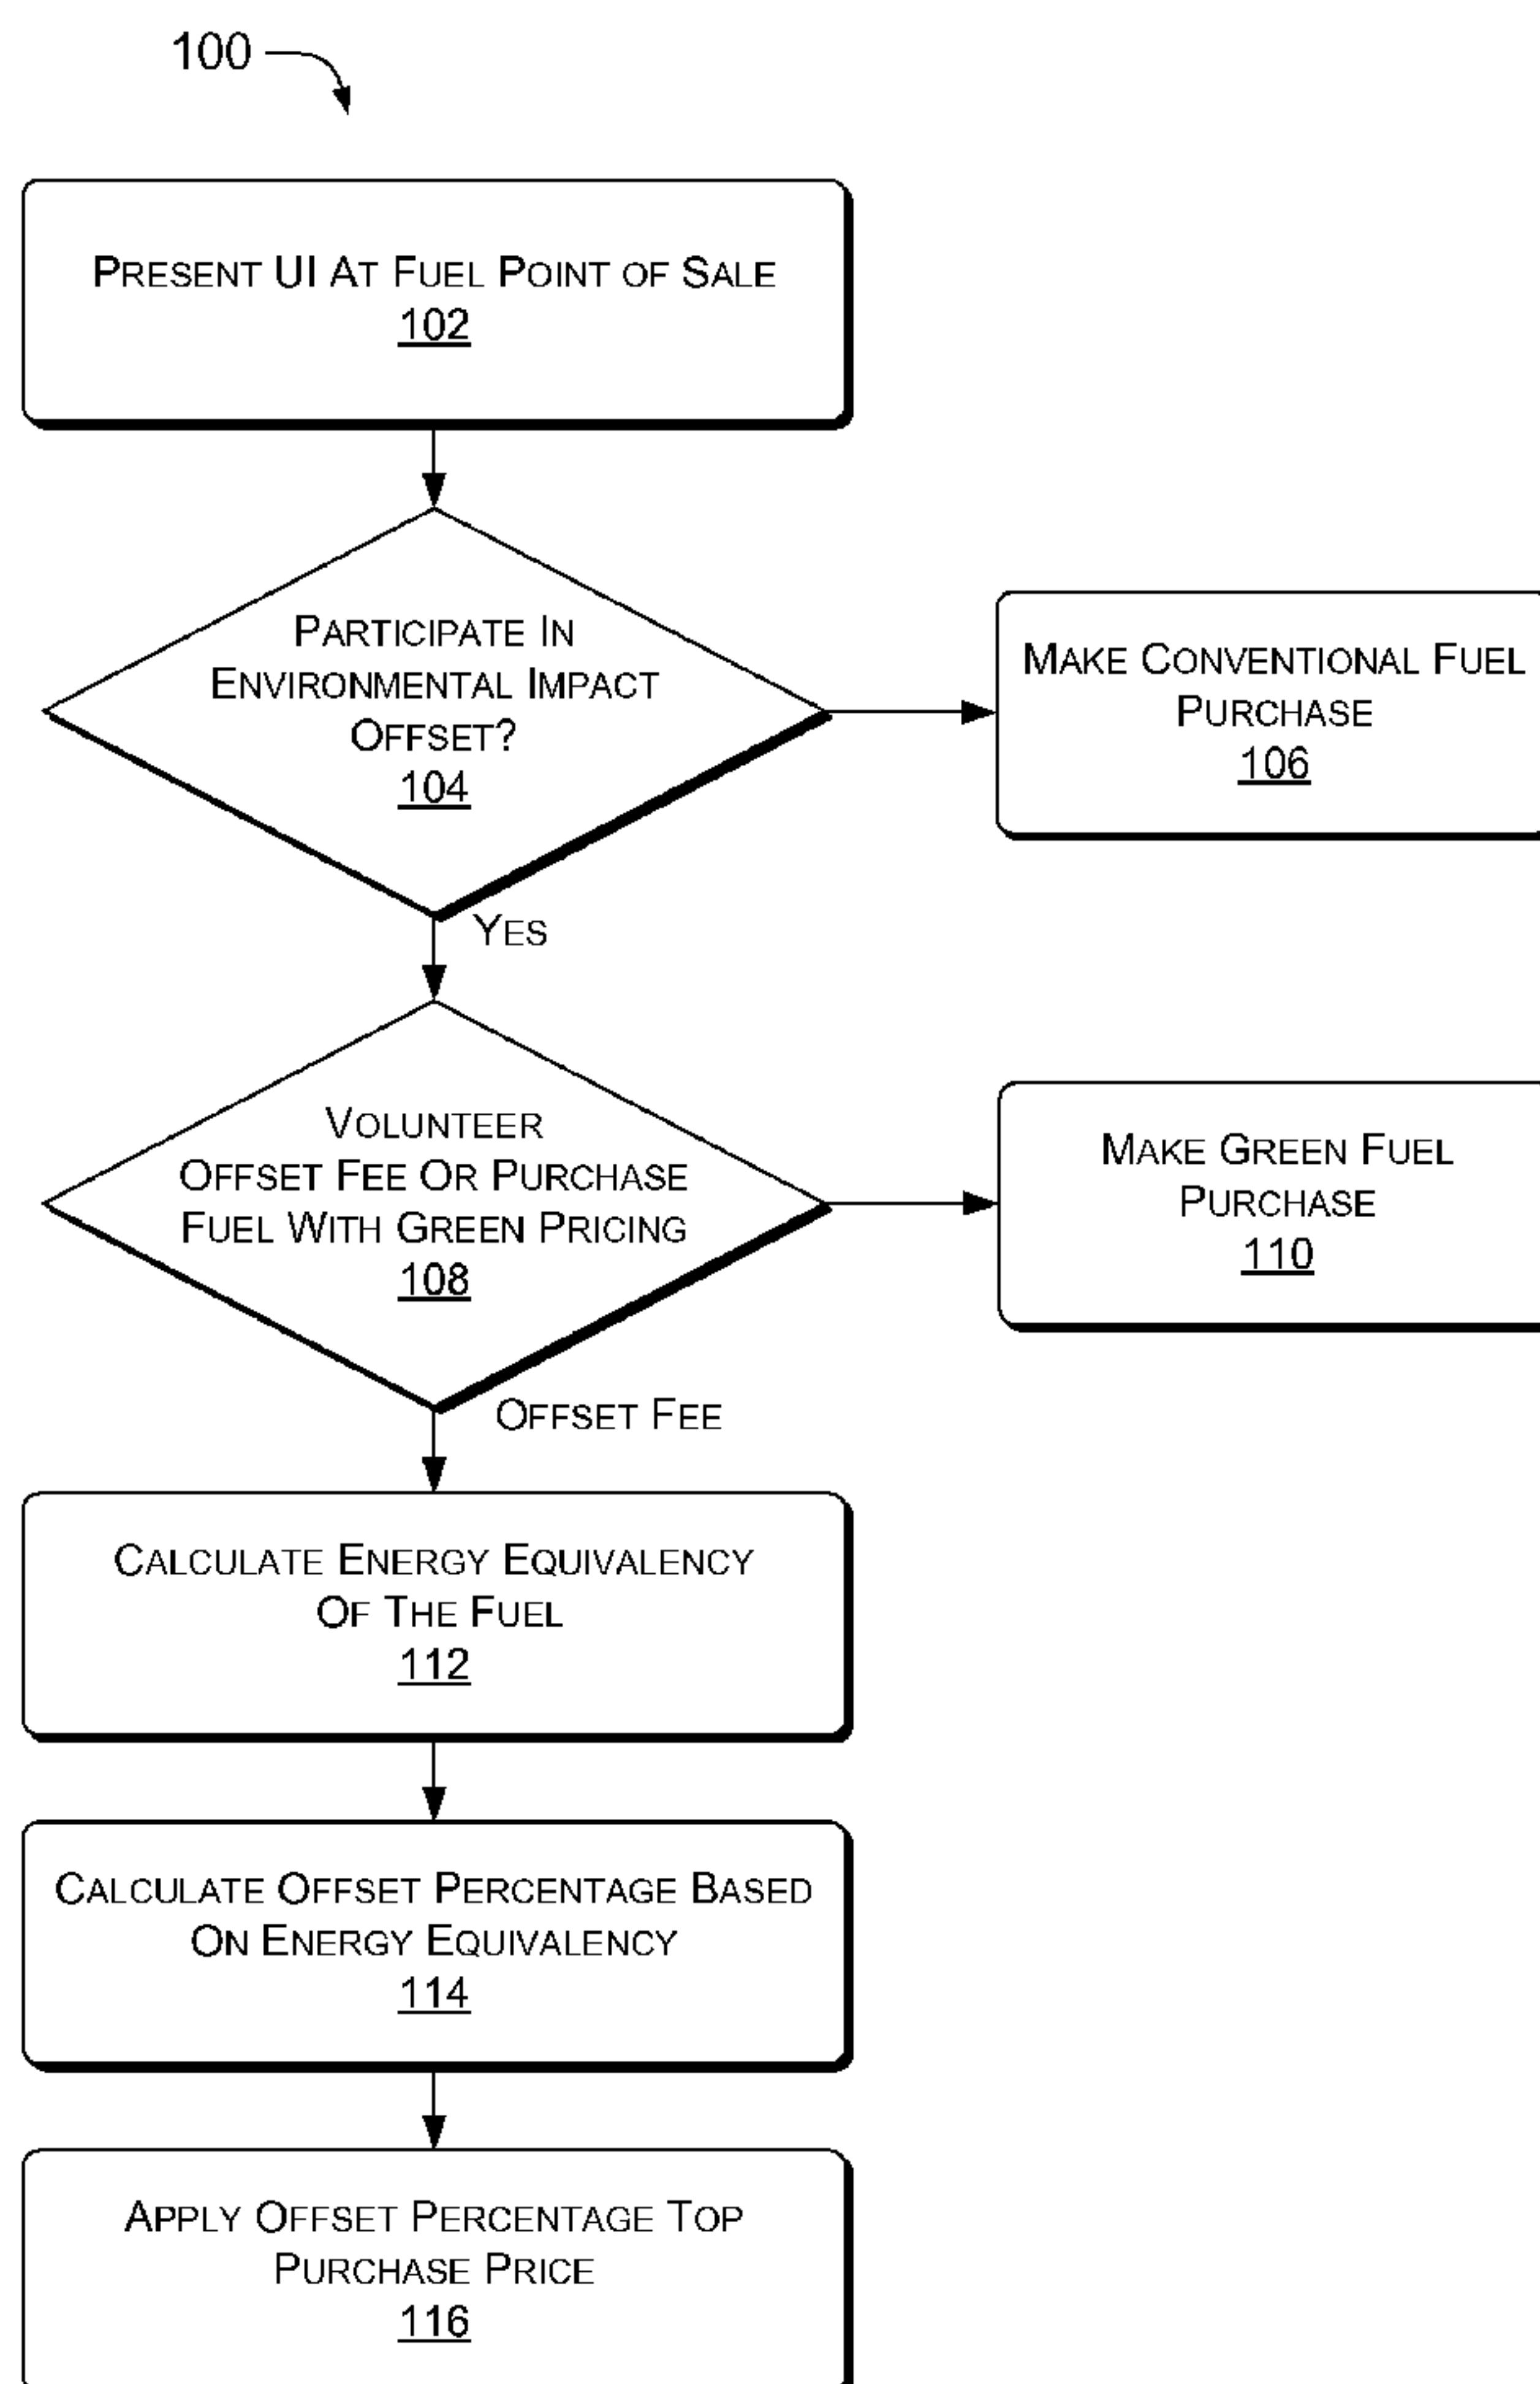 100
PRESENT UI AT FUEL POINT OF SALE
102
PARTICIPATE IN
ENVIRONMENTAL IMPACT
OFFSET?
104
MAKE CONVENTIONAL FUEL
PURCHASE
106
YES
VOLUNTEER
OFFSET FEE OR PURCHASE
FUEL WITH GREEN PRICING
108
MAKE GREEN FUEL
PURCHASE
110
OFFSET FEE
CALCULATE ENERGY EQUIVALENCY
OF THE FUEL
112
CALCULATE OFFSET PERCENTAGE BASED
ON ENERGY EQUIVALENCY
114
APPLY OFFSET PERCENTAGE TOP
PURCHASE PRICE
116